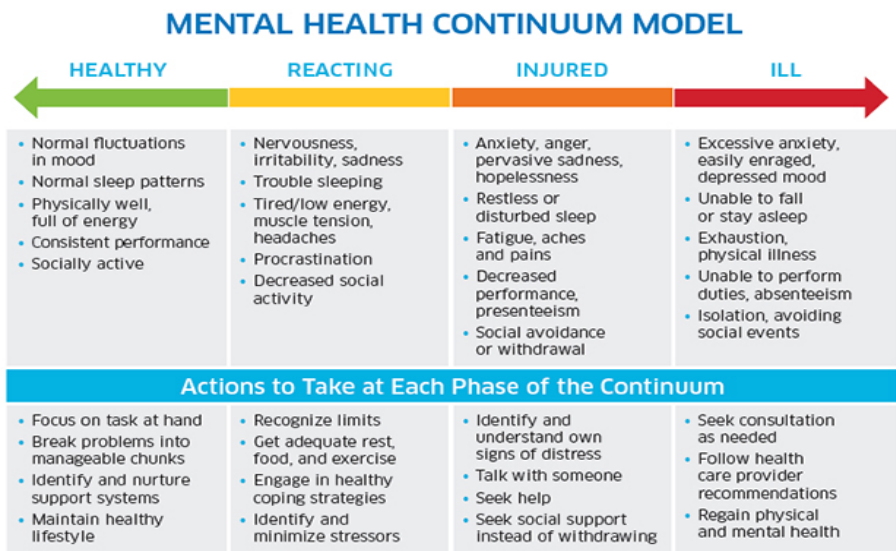 MENTAL HEALTH CONTINUUM MODEL
HEALTHY
• Normal fluctuations
in mood
• Normal sleep patterns
• Physically well,
full of energy
• Consistent performance
• Socially active
REACTING
• Nervousness,
irritability, sadness
• Trouble sleeping
• Tired/low energy,
muscle tension,
headaches
• Procrastination
• Decreased social
activity
INJURED
• Anxiety, anger,
pervasive sadness,
hopelessness
• Restless or
disturbed sleep
• Fatigue, aches
and pains
• Decreased
performance,
presenteeism
• Social avoidance
or withdrawal
ILL
• Excessive anxiety,
easily enraged,
depressed mood
• Unable to fall
or stay asleep
• Exhaustion,
physical illness
• Unable to perform
duties, absenteeism
• Isolation, avoiding
social events
Actions to Take at Each Phase of the Continuum
• Focus on task at hand
• Break problems into
manageable chunks
• Identify and nurture
support systems
• Maintain healthy
lifestyle
• Recognize limits
• Get adequate rest,
food, and exercise
• Engage in healthy
coping strategies
• Identify and
minimize stressors
• Identify and
understand own
signs of distress
• Talk with someone
• Seek help
• Seek social support
instead of withdrawing
• Seek consultation
as needed
• Follow health
care provider
recommendations
• Regain physical
and mental health